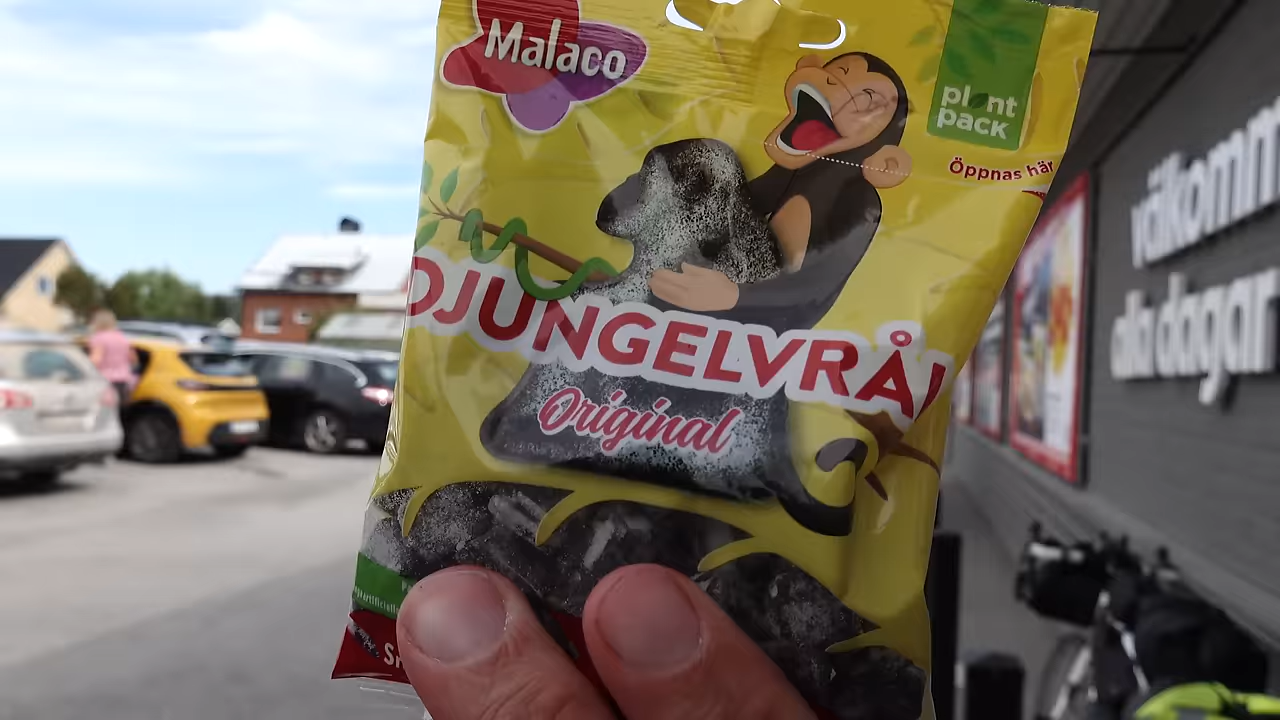 Malaco
plant
pack
Öppnas här
DJUNGELVRÅL
Original
välkomm
alla dagar